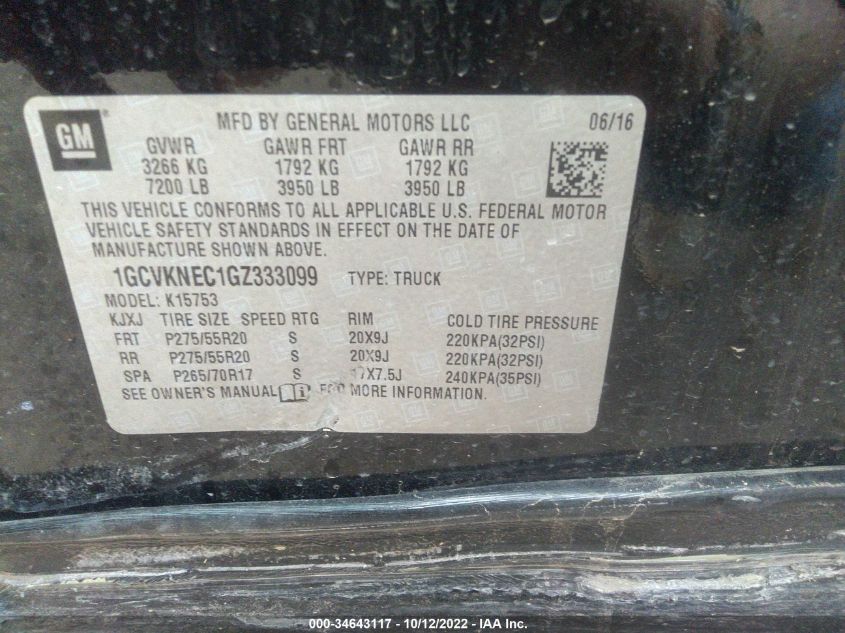 GM
MFD BY GENERAL MOTORS LLC 06/16
GVWR GAWR FRT GAWR RR
3266 KG 1792 KG 1792 KG
7200 LB 3950 LB 3950 LB
THIS VEHICLE CONFORMS TO ALL APPLICABLE U.S. FEDERAL MOTOR
VEHICLE SAFETY STANDARDS IN EFFECT ON THE DATE OF
MANUFACTURE SHOWN ABOVE.
1GCVKNEC1GZ333099 TYPE: TRUCK
MODEL: K15753
KJXJ TIRE SIZE SPEED RTG RIM COLD TIRE PRESSURE
FRT P275/55R20 S 20X9J 220KPA(32PSI)
RR P275/55R20 S 20X9J 220KPA(32PSI)
SPA P265/70R17 S 17X7.5J 240KPA(35PSI)
SEE OWNER'S MANUAL FOR MORE INFORMATION.
000-34643117 - 10/12/2022 - IAA Inc.